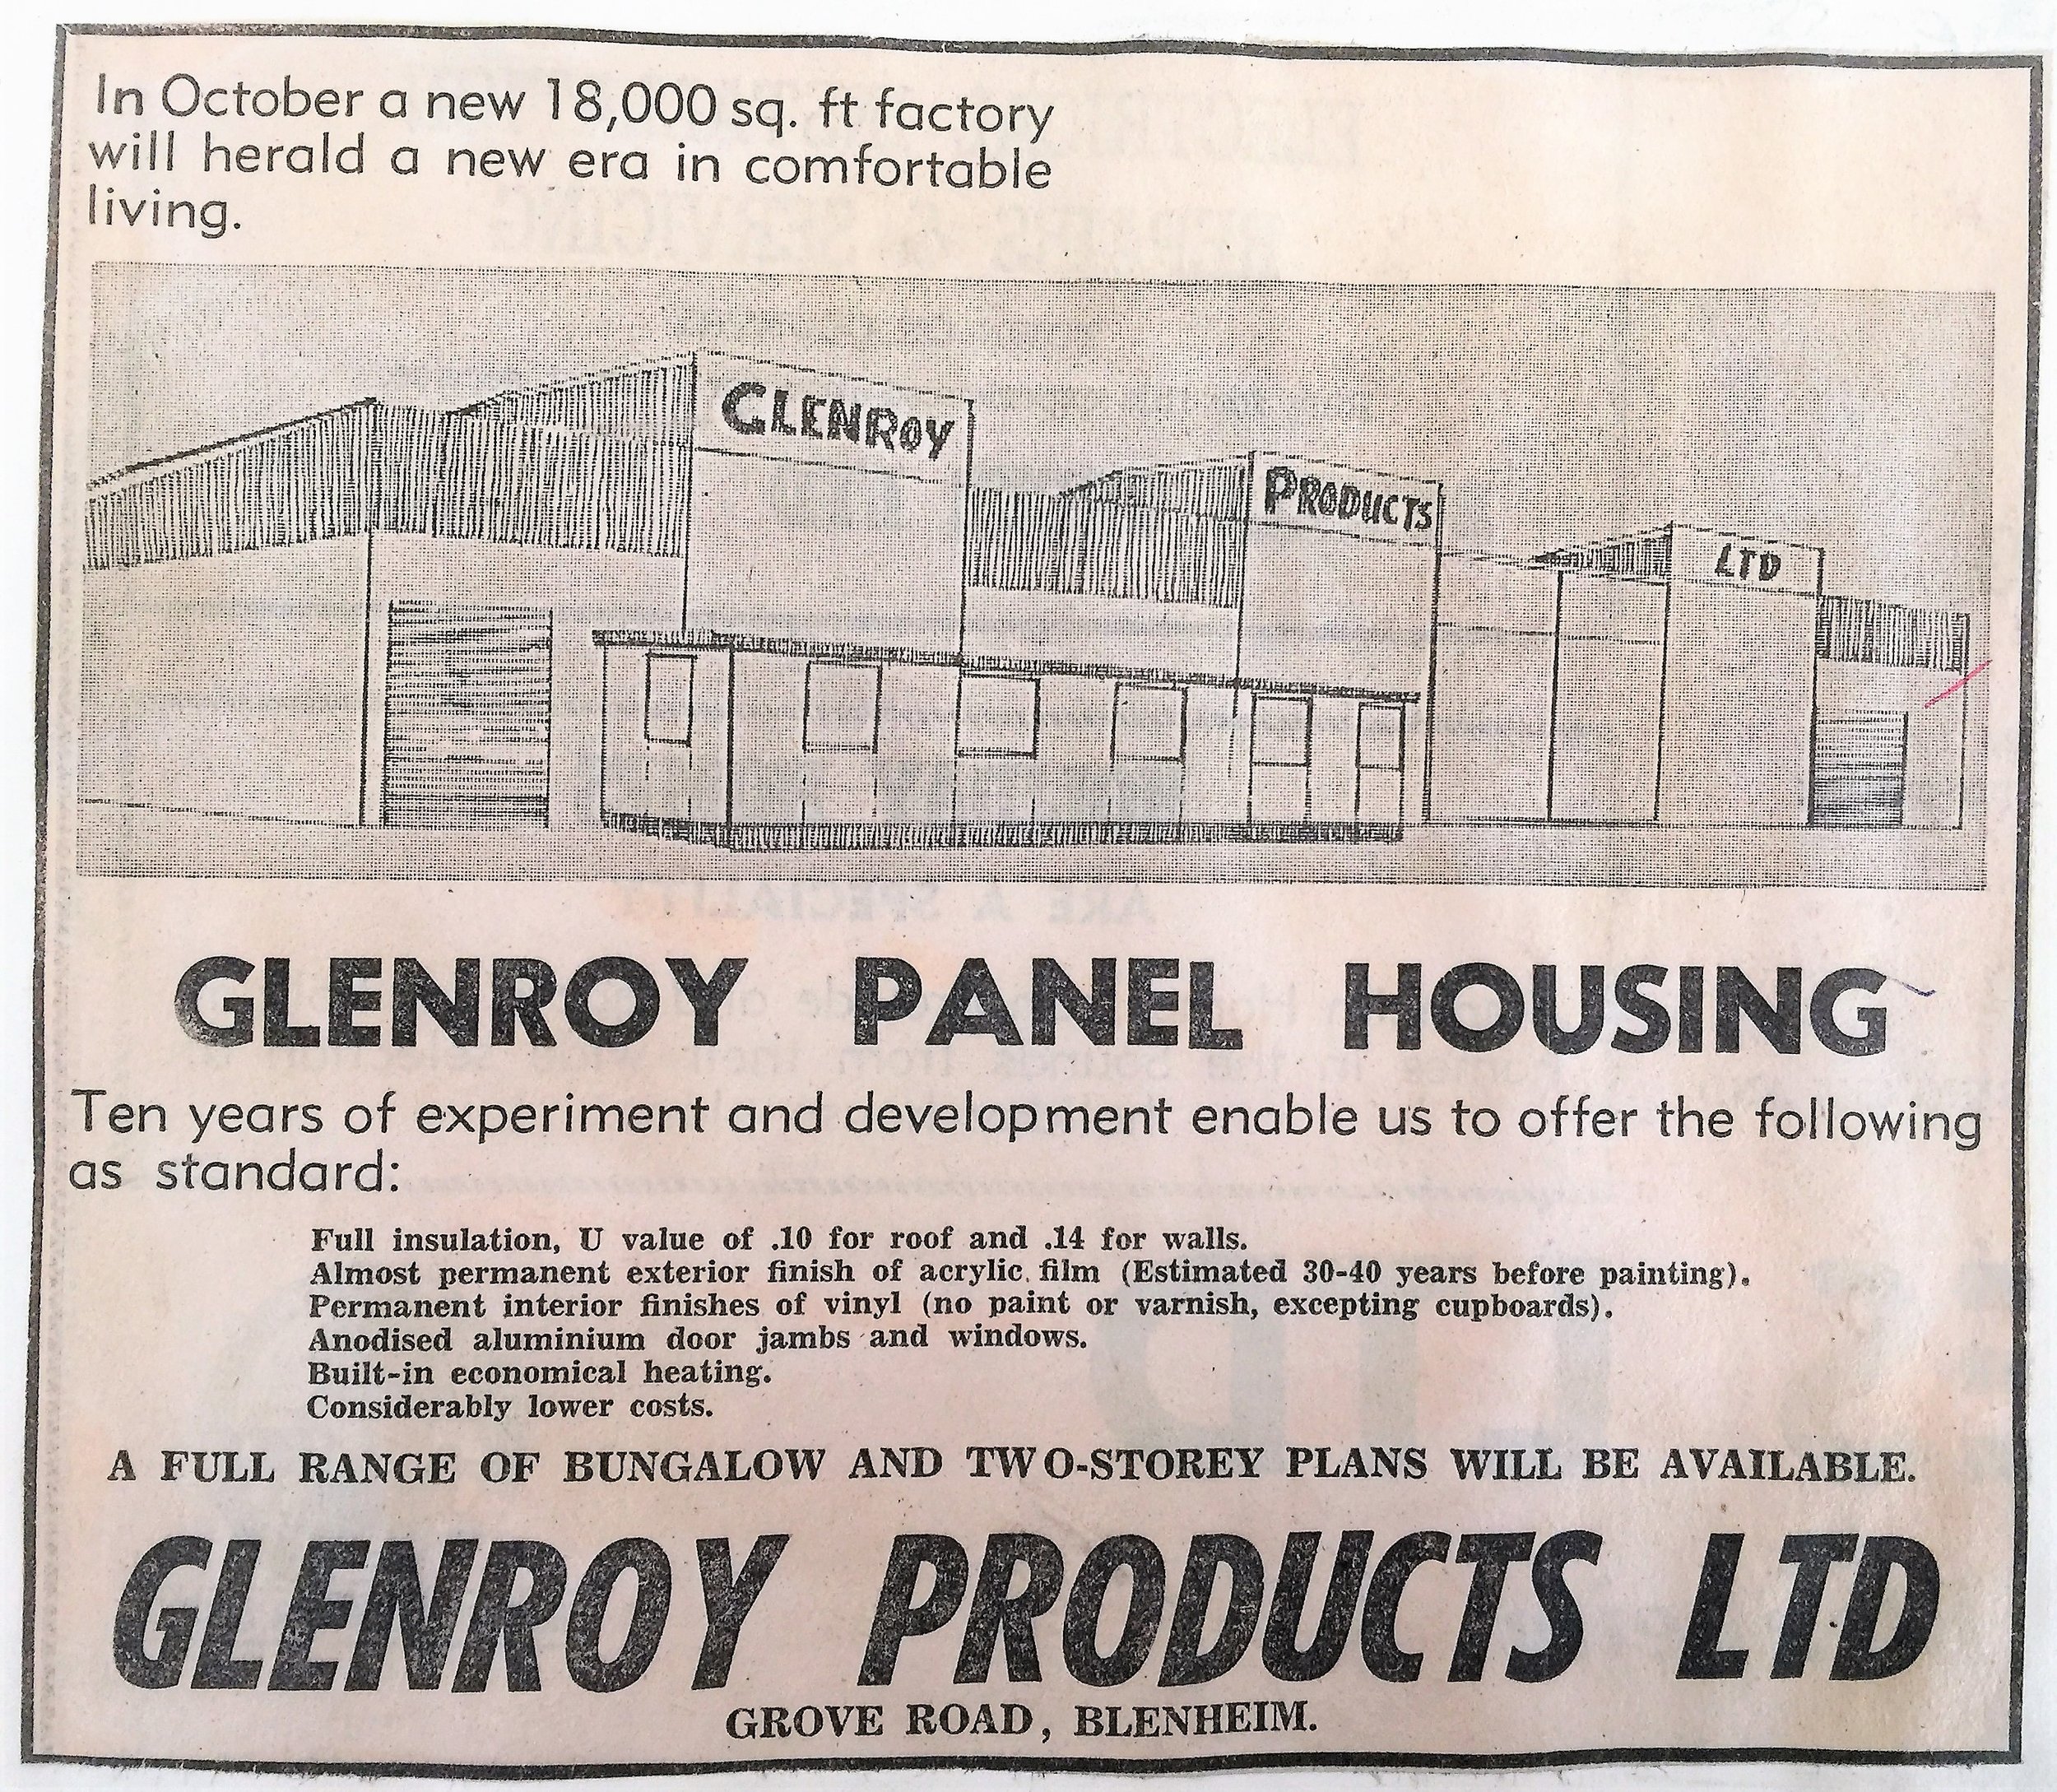 In October a new 18,000 sq. ft factory
will herald a new era in comfortable
living.
GLENROY
PRODUCTS
LTD
GLENROY PANEL HOUSING
Ten years of experiment and development enable us to offer the following
as standard:
Full insulation, U value of .10 for roof and .14 for walls.
Almost permanent exterior finish of acrylic film (Estimated 30-40 years before painting).
Permanent interior finishes of vinyl (no paint or varnish, excepting cupboards).
Anodised aluminium door jambs and windows.
Built-in economical heating.
Considerably lower costs.
A FULL RANGE OF BUNGALOW AND TWO-STOREY PLANS WILL BE AVAILABLE.
GLENROY PRODUCTS LTD
GROVE ROAD, BLENHEIM.